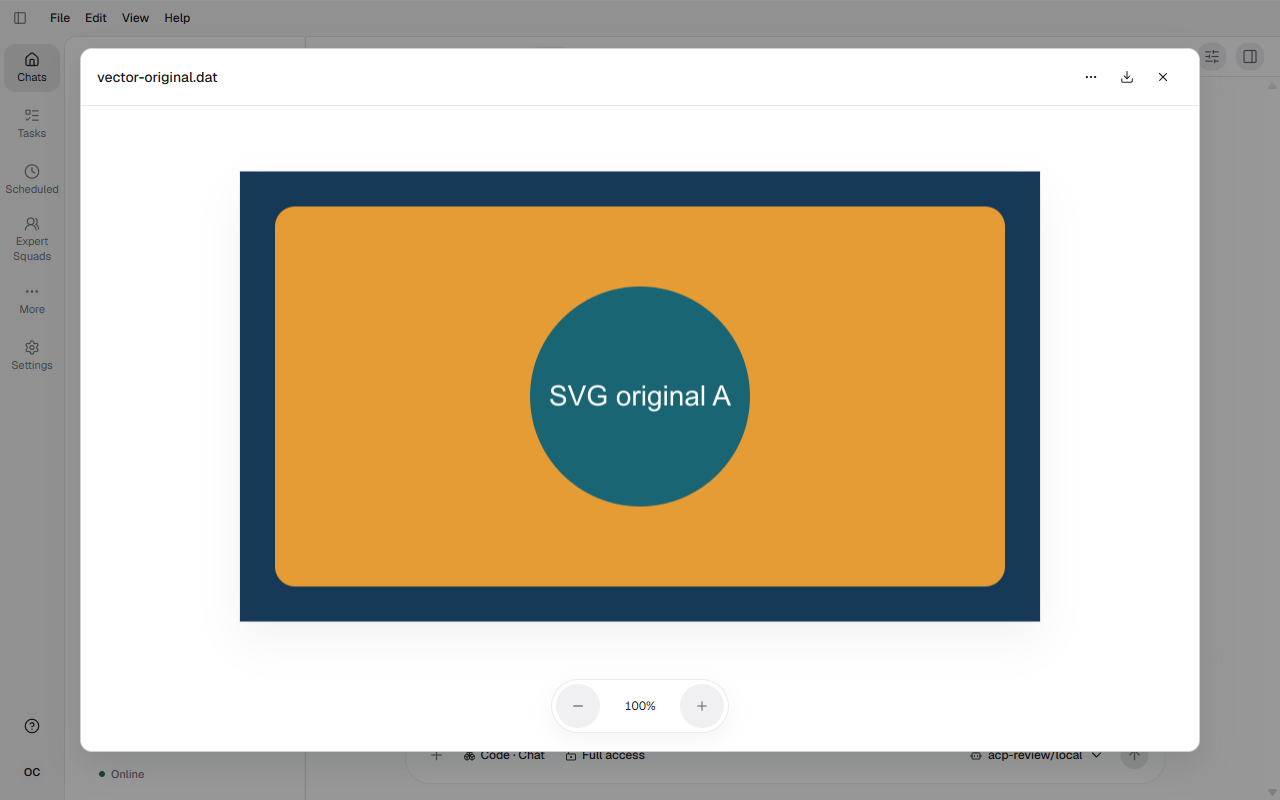 File Edit View Help
vector-original.dat
Chats
Tasks
Scheduled
Expert
Squads
More
Settings
SVG original A
100%
Code · Chat
Full access
acp-review/local
OC
Online